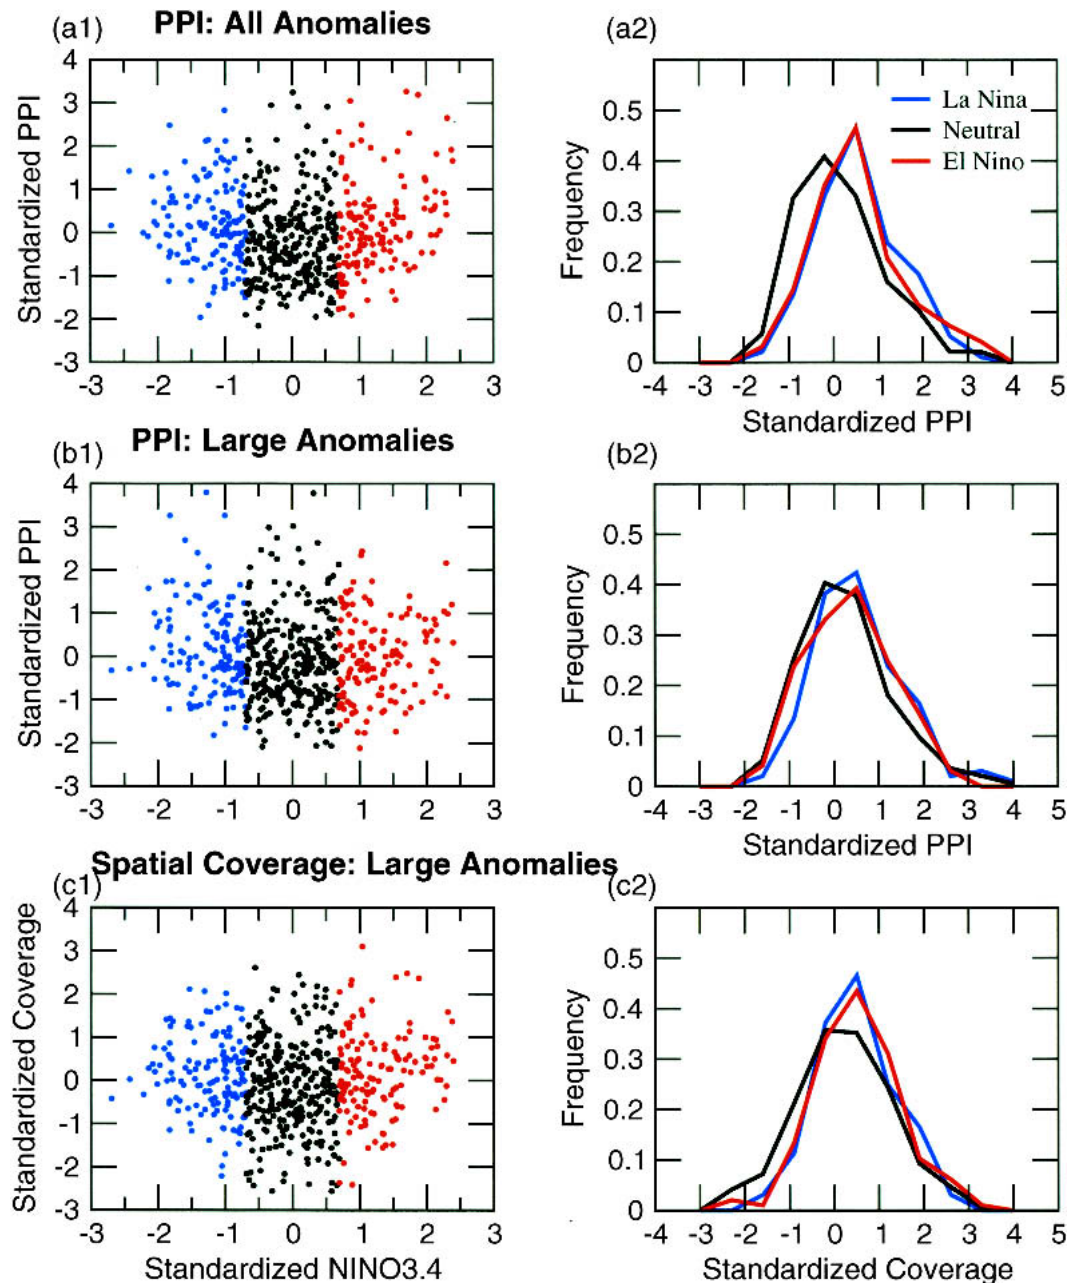 (a1) PPI: All Anomalies
(a2)
Standardized PPI
4
3
2
1
0
-1
-2
-3
-3 -2 -1 0 1 2 3
Frequency
0.5
0.4
0.3
0.2
0.1
0
La Nina
Neutral
El Nino
-4 -3 -2 -1 0 1 2 3 4 5
Standardized PPI
(b1) PPI: Large Anomalies
(b2)
Standardized PPI
4
3
2
1
0
-1
-2
-3
-3 -2 -1 0 1 2 3
Frequency
0.5
0.4
0.3
0.2
0.1
0
-4 -3 -2 -1 0 1 2 3 4 5
Standardized PPI
Spatial Coverage: Large Anomalies
(c1)
(c2)
Standardized Coverage
4
3
2
1
0
-1
-2
-3
-3 -2 -1 0 1 2 3
Standardized NINO3.4
Frequency
0.5
0.4
0.3
0.2
0.1
0
-4 -3 -2 -1 0 1 2 3 4 5
Standardized Coverage